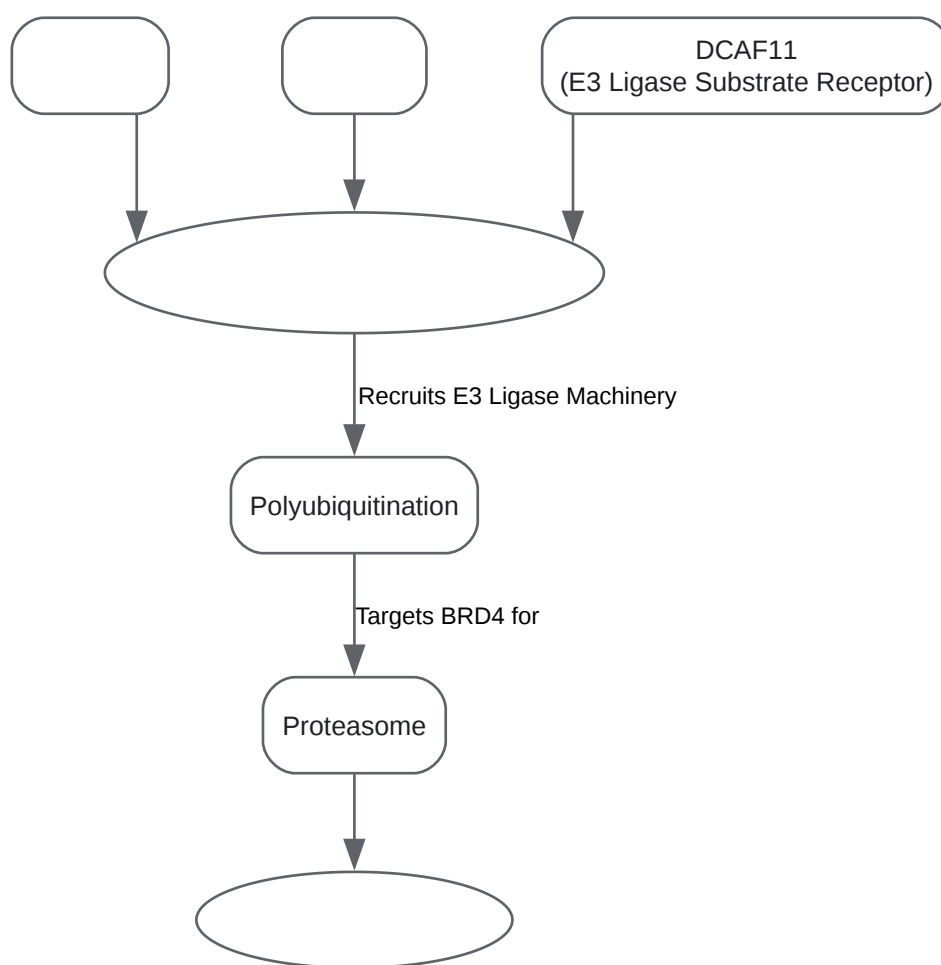 DCAF11
(E3 Ligase Substrate Receptor)
Recruits E3 Ligase Machinery
Polyubiquitination
Targets BRD4 for
Proteasome